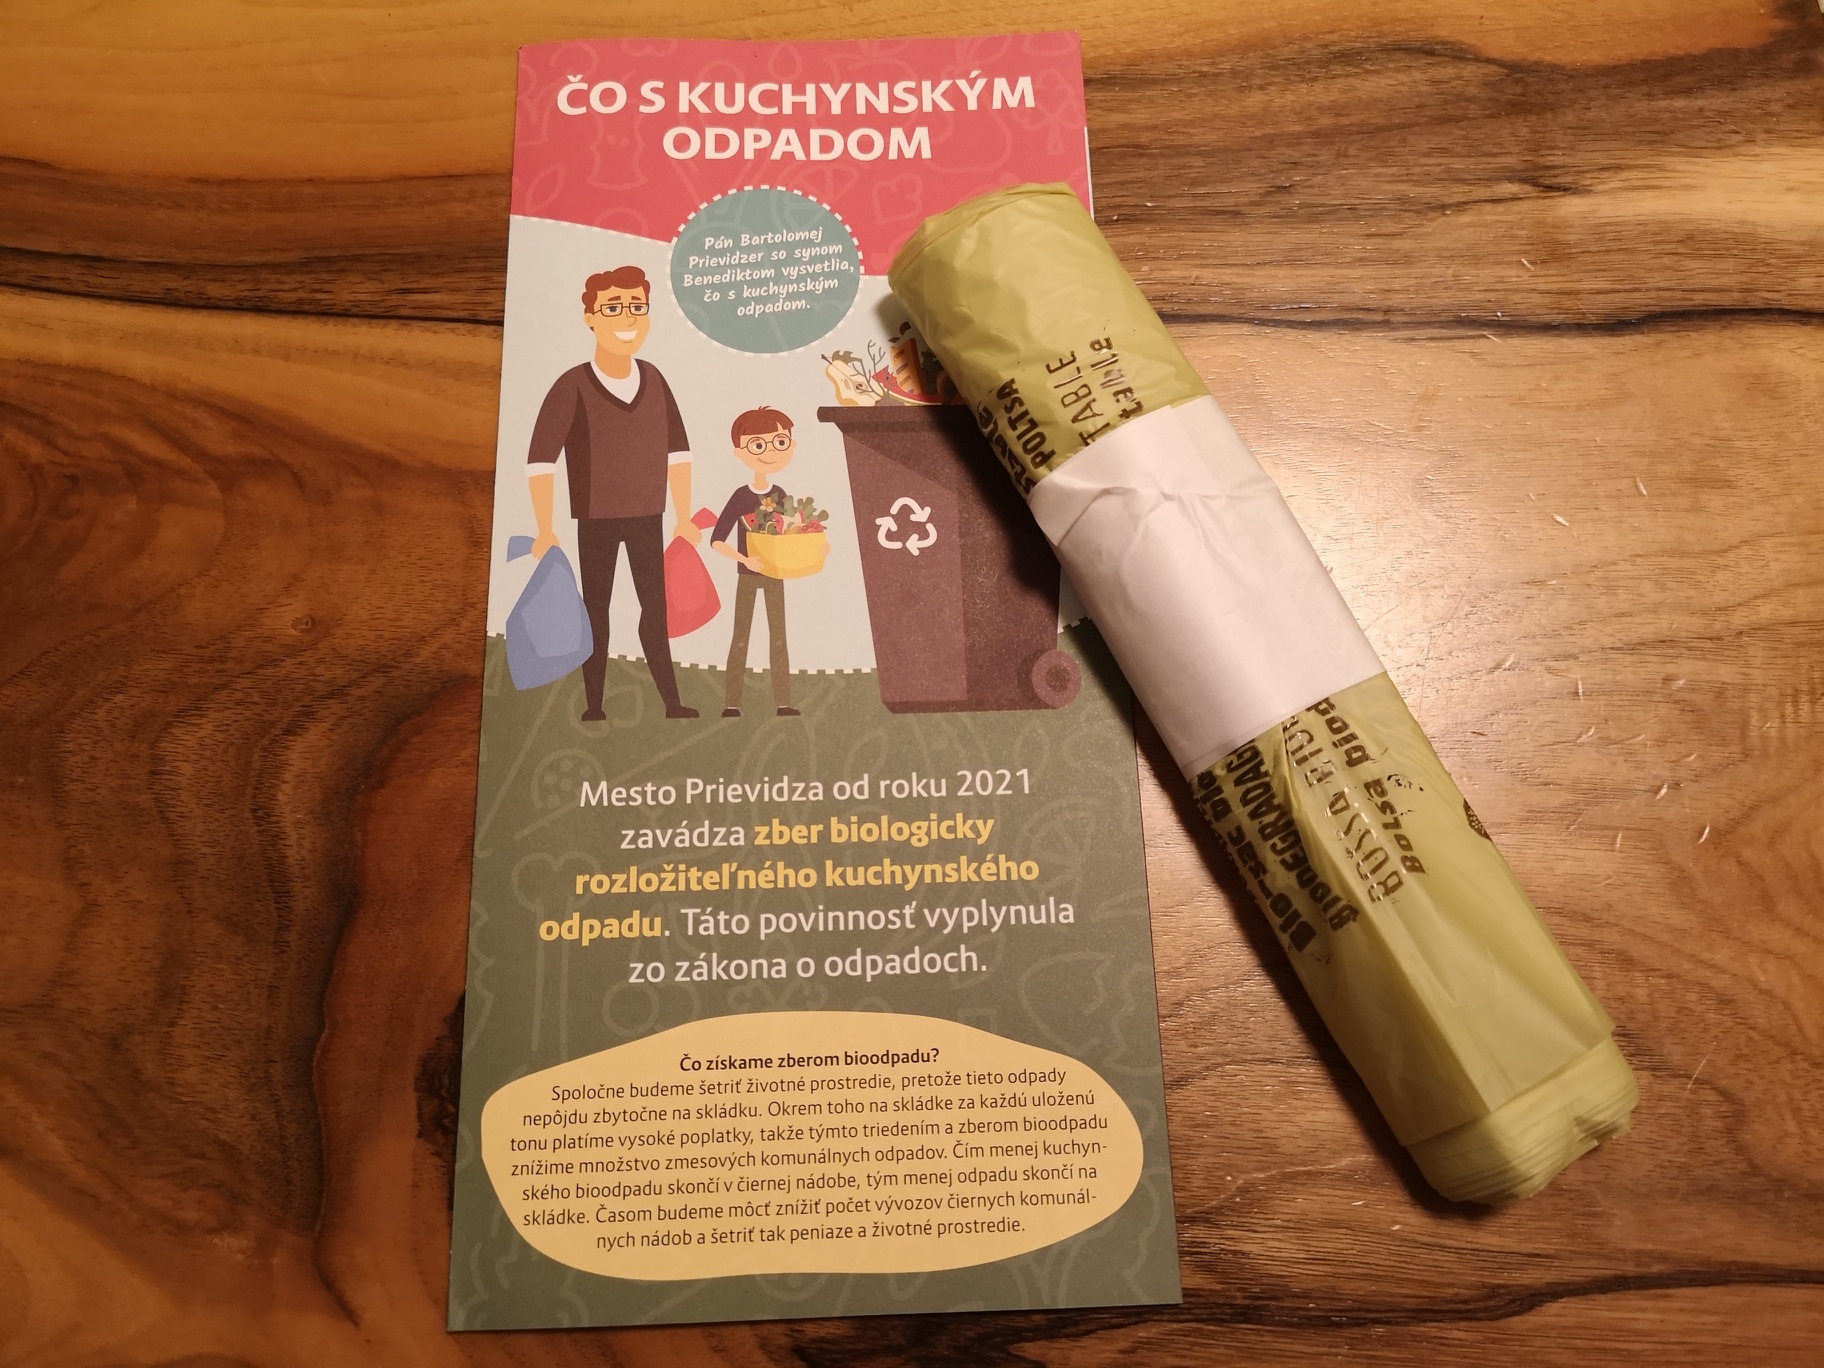 ČO S KUCHYNSKÝM
ODPADOM
Pán Bartolomej
Prievidzer so synom
Benediktom vysvetlia,
čo s kuchynským
odpadom.
Mesto Prievidza od roku 2021
zavádza zber biologicky
rozložiteľného kuchynského
odpadu. Táto povinnosť vyplynula
zo zákona o odpadoch.
Čo získame zberom bioodpadu?
Spoločne budeme šetriť životné prostredie, pretože tieto odpady
nepôjdu zbytočne na skládku. Okrem toho na skládke za každú uloženú
tonu platíme vysoké poplatky, takže týmto triedením a zberom bioodpadu
znížime množstvo zmesových komunálnych odpadov. Čím menej kuchyn-
ského bioodpadu skončí v čiernej nádobe, tým menej odpadu skončí na
skládke. Časom budeme môcť znížiť počet vývozov čiernych komunál-
nych nádob a šetriť tak peniaze a životné prostredie.
POLTSA
TABLE
BOSSA
Bolsa